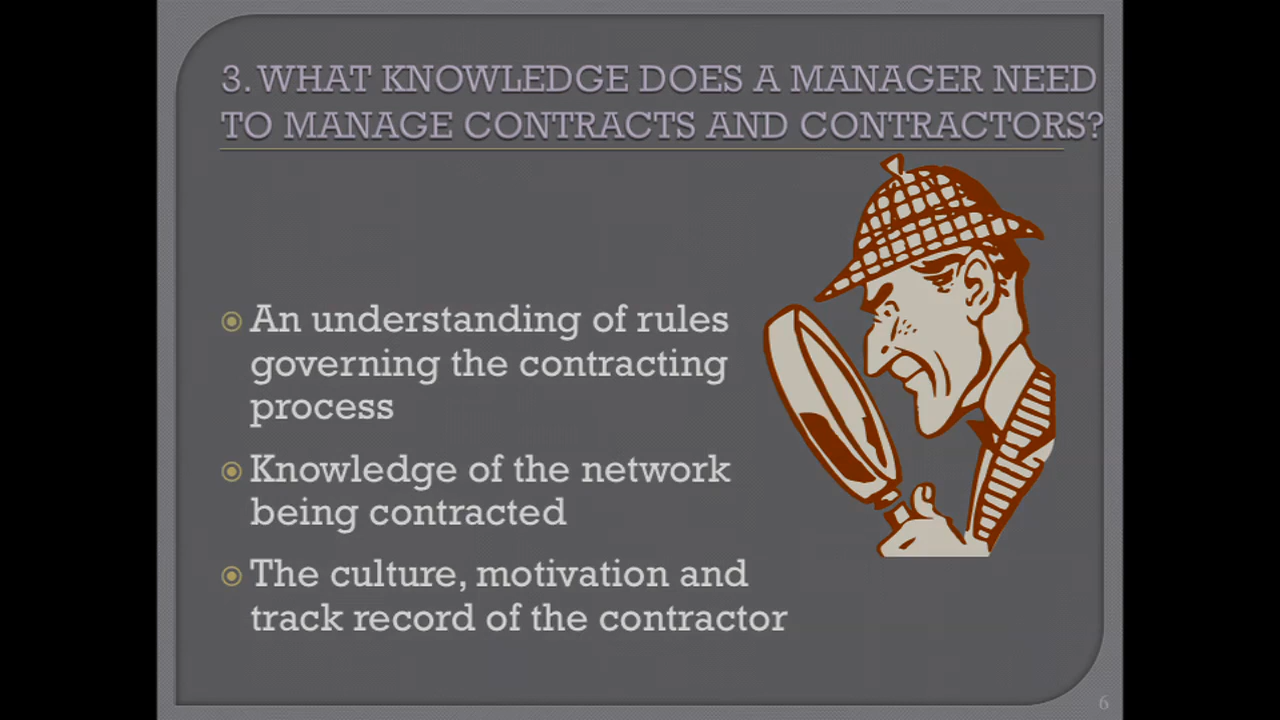 3. WHAT KNOWLEDGE DOES A MANAGER NEED
TO MANAGE CONTRACTS AND CONTRACTORS?
An understanding of rules
governing the contracting
process
Knowledge of the network
being contracted
The culture, motivation and
track record of the contractor
6